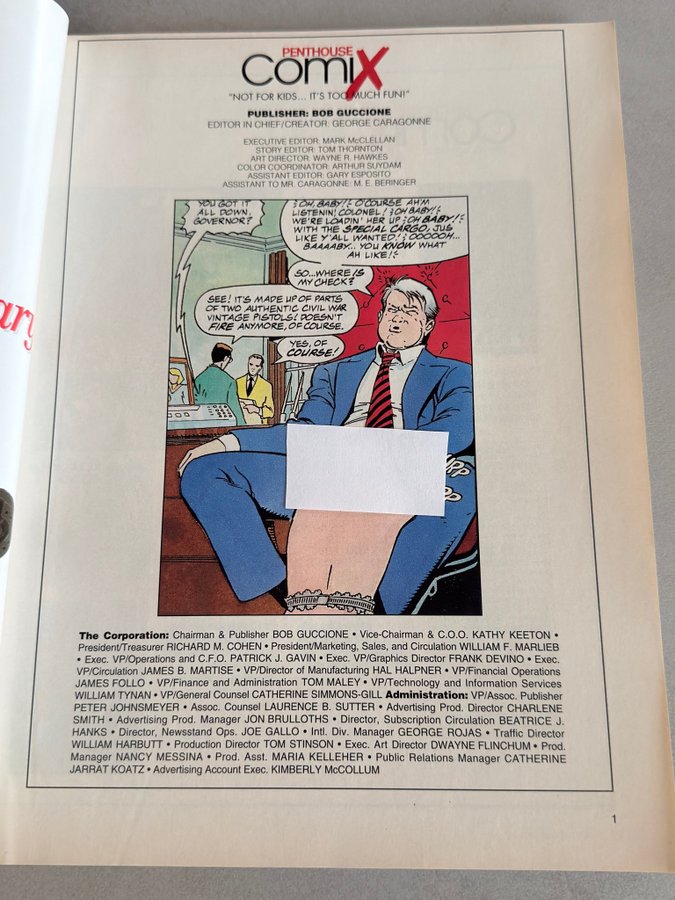 ary
PENTHOUSE
ComiX
"NOT FOR KIDS... IT'S TOO MUCH FUN!"
PUBLISHER: BOB GUCCIONE
EDITOR IN CHIEF/CREATOR: GEORGE CARAGONNE
EXECUTIVE EDITOR: MARK McCLELLAN
STORY EDITOR: TOM THORNTON
ART DIRECTOR: WAYNE R. HAWKES
COLOR COORDINATOR: ARTHUR SUYDAM
ASSISTANT EDITOR: GARY ESPOSITO
ASSISTANT TO MR. CARAGONNE: M. E. BERINGER
YOU GOT IT
ALL DOWN,
GOVERNOR?
OH, BABY! O'COURSE AH'M
LISTENIN', COLONEL! OH BABY!
WE'RE LOADIN' HER UP OH BABY!
WITH THE SPECIAL CARGO, JUS
LIKE Y'ALL WANTED! OOOOOH...
BAAAABY... YOU KNOW WHAT
AH LIKE!
SO...WHERE IS
MY CHECK?
SEE! IT'S MADE UP OF PARTS
OF TWO AUTHENTIC CIVIL WAR
VINTAGE PISTOLS! DOESN'T
FIRE ANYMORE, OF COURSE.
YES, OF
COURSE!
The Corporation: Chairman & Publisher BOB GUCCIONE • Vice-Chairman & C.O.O. KATHY KEETON •
President/Treasurer RICHARD M. COHEN • President/Marketing, Sales, and Circulation WILLIAM F. MARLIEB
• Exec. VP/Operations and C.F.O. PATRICK J. GAVIN • Exec. VP/Graphics Director FRANK DEVINO • Exec.
VP/Circulation JAMES B. MARTISE • VP/Director of Manufacturing HAL HALPNER • VP/Financial Operations
JAMES FOLLO • VP/Finance and Administration TOM MALEY • VP/Technology and Information Services
WILLIAM TYNAN • VP/General Counsel CATHERINE SIMMONS-GILL Administration: VP/Assoc. Publisher
PETER JOHNSMEYER • Assoc. Counsel LAURENCE B. SUTTER • Advertising Prod. Director CHARLENE
SMITH • Advertising Prod. Manager JON BRULLOTHS • Director, Subscription Circulation BEATRICE J.
HANKS • Director, Newsstand Ops. JOE GALLO • Intl. Div. Manager GEORGE ROJAS • Traffic Director
WILLIAM HARBUTT • Production Director TOM STINSON • Exec. Art Director DWAYNE FLINCHUM • Prod.
Manager NANCY MESSINA • Prod. Asst. MARIA KELLEHER • Public Relations Manager CATHERINE
JARRAT KOATZ • Advertising Account Exec. KIMBERLY McCOLLUM
1